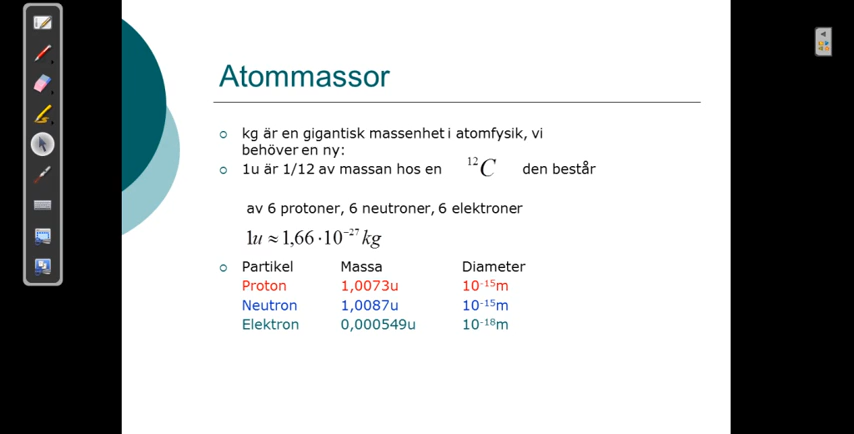 Atommassor
kg är en gigantisk massenhet i atomfysik, vi
behöver en ny:
1u är 1/12 av massan hos en ¹²C den består
av 6 protoner, 6 neutroner, 6 elektroner
1u ≈ 1,66 · 10⁻²⁷ kg
Partikel Massa Diameter
Proton 1,0073u 10⁻¹⁵m
Neutron 1,0087u 10⁻¹⁵m
Elektron 0,000549u 10⁻¹⁸m